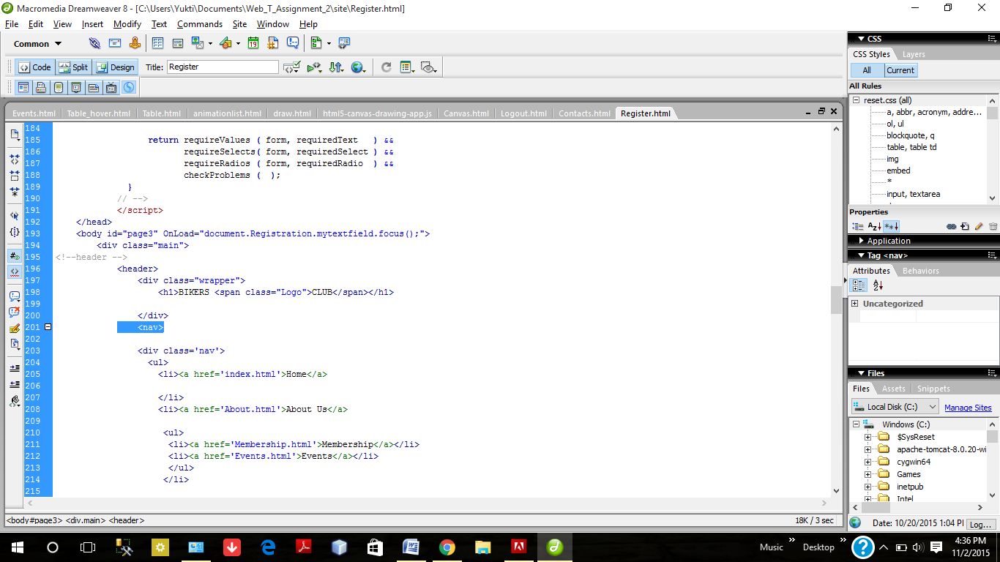 Macromedia Dreamweaver 8 - [C:\Users\Yukti\Documents\Web_T_Assignment_2\site\Register.html]
File Edit View Insert Modify Text Commands Site Window Help
Common
Code Split Design Title: Register
Events.html Table_hover.html Table.html animationlist.html draw.html html5-canvas-drawing-app.js Canvas.html Logout.html Contacts.html Register.html
184
185 return requireValues ( form, requiredText ) &&
186 requireSelects( form, requiredSelect ) &&
187 requireRadios ( form, requiredRadio ) &&
188 checkProblems ( );
189 }
190 // -->
191 </script>
192 </head>
193 <body id="page3" OnLoad="document.Registration.mytextfield.focus();">
194 <div class="main">
195 <!--header -->
196 <header>
197 <div class="wrapper">
198 <h1>BIKERS <span class="Logo">CLUB</span></h1>
199
200 </div>
201 <nav>
202
203 <div class='nav'>
204 <ul>
205 <li><a href='index.html'>Home</a>
206
207 </li>
208 <li><a href='About.html'>About Us</a>
209
210 <ul>
211 <li><a href='Membership.html'>Membership</a></li>
212 <li><a href='Events.html'>Events</a></li>
213 </ul>
214 </li>
215
<body#page3> <div.main> <header> 18K / 3 sec
CSS
CSS Styles Layers
All Current
All Rules
reset.css (all)
a, abbr, acronym, addre...
ol, ul
blockquote, q
table, table td
img
embed
*
input, textarea
Properties
Application
Tag <nav>
Attributes Behaviors
Uncategorized
Files
Files Assets Snippets
Local Disk (C:) Manage Sites
Windows (C:)
$SysReset
apache-tomcat-8.0.20-wi
cygwin64
Games
inetpub
Intel
Date: 10/20/2015 1:04 PM Log...
Music Desktop 4:36 PM
11/2/2015